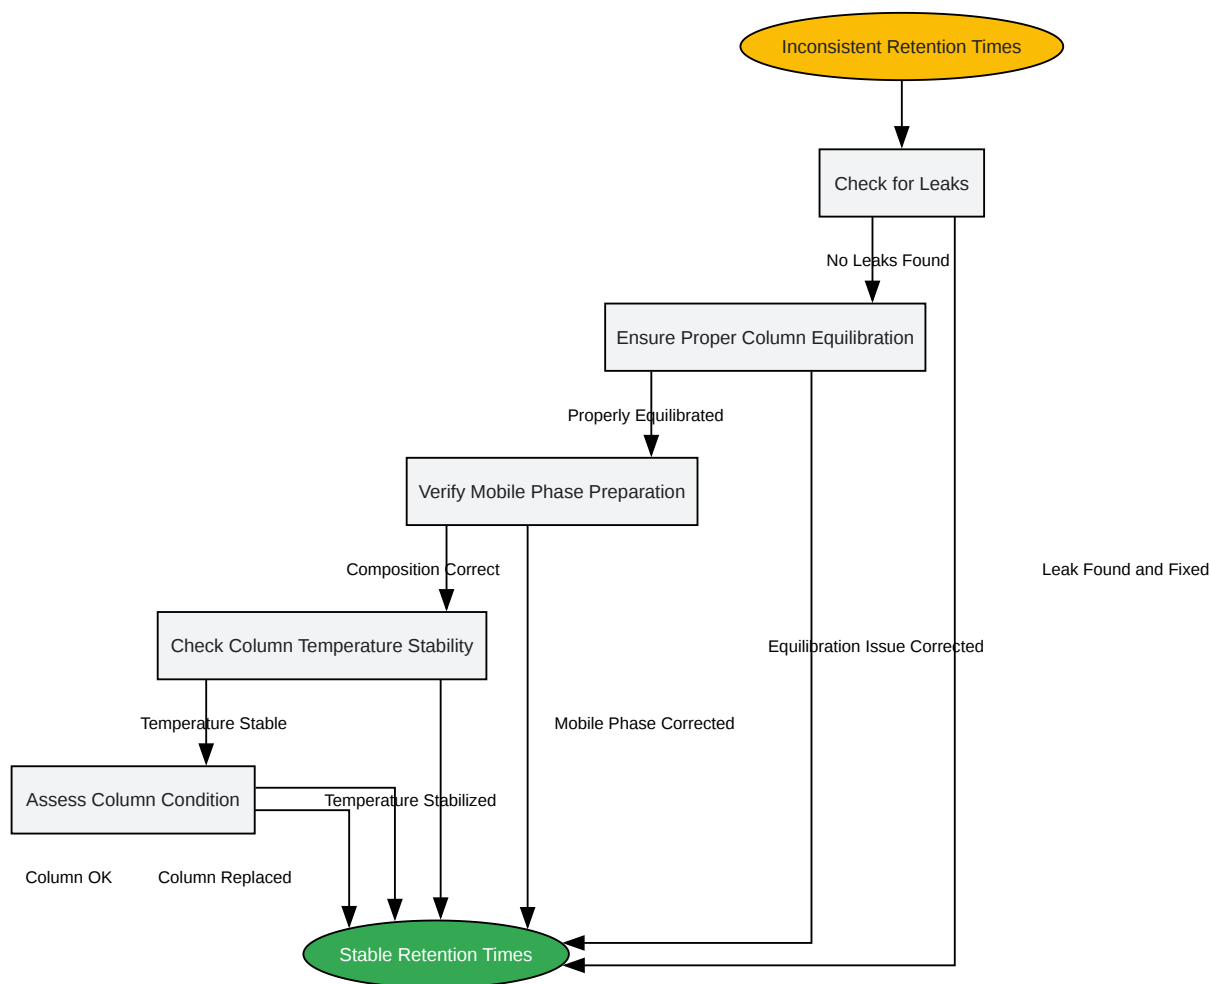 Inconsistent Retention Times
Check for Leaks
No Leaks Found
Ensure Proper Column Equilibration
Properly Equilibrated
Verify Mobile Phase Preparation
Composition Correct
Leak Found and Fixed
Check Column Temperature Stability
Equilibration Issue Corrected
Temperature Stable
Mobile Phase Corrected
Assess Column Condition
Temperature Stabilized
Column OK
Column Replaced
Stable Retention Times